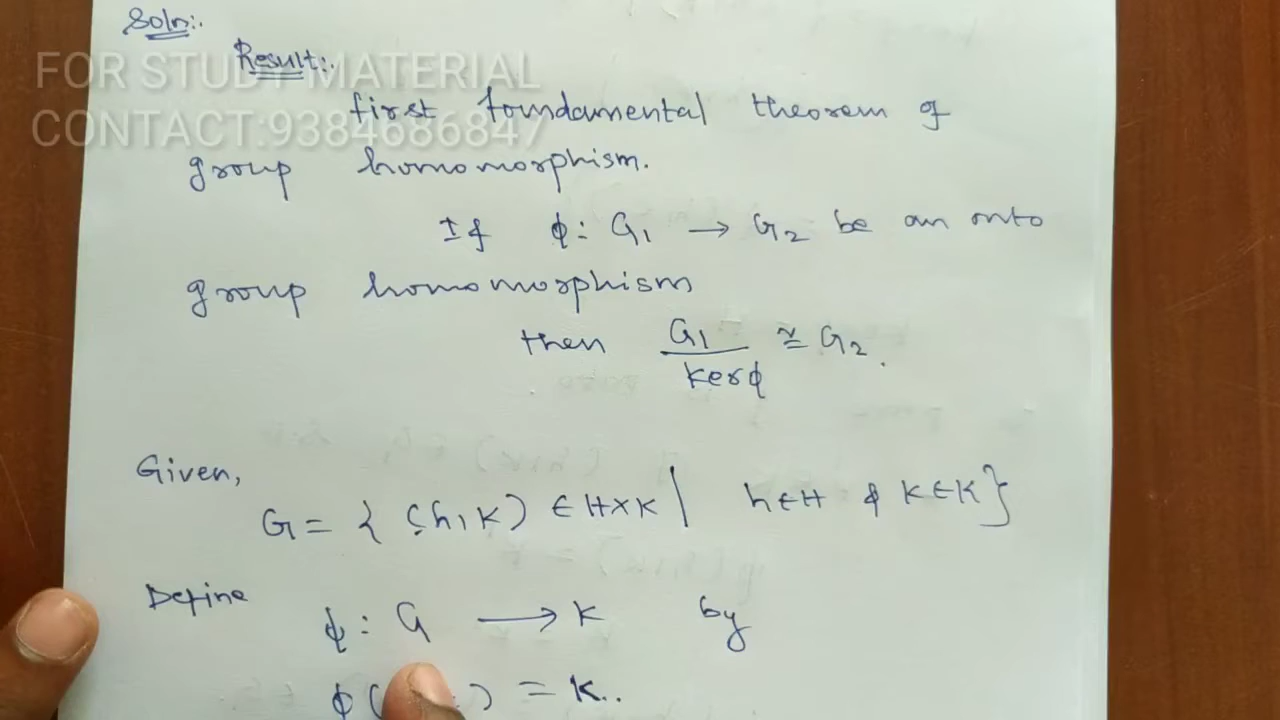 Soln:.
Result:.
FOR STUDY MATERIAL
CONTACT:9384686847
first foundamental theorem of
group homomorphism.
If ϕ: G₁ → G₂ be an onto
group homomorphism
then G₁/kerϕ ≅ G₂.
Given,
G = { (h, K) ∈ H×K | h∈H & K∈K}
Define
ϕ: G ⟶ K by
ϕ( ) = K..